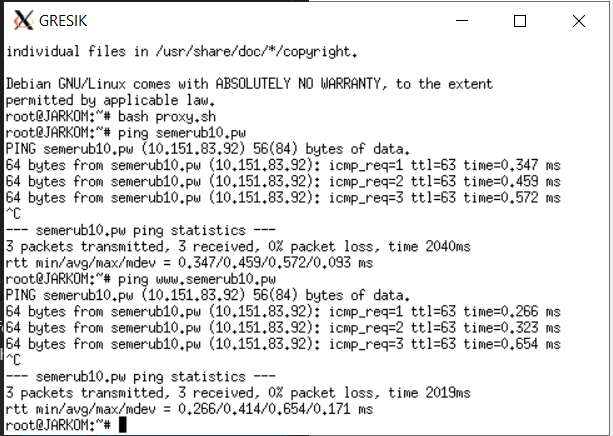 GRESIK
individual files in /usr/share/doc/*/copyright.
Debian GNU/Linux comes with ABSOLUTELY NO WARRANTY, to the extent
permitted by applicable law.
root@JARKOM:~# bash proxy.sh
root@JARKOM:~# ping semerub10.pw
PING semerub10.pw (10.151.83.92) 56(84) bytes of data.
64 bytes from semerub10.pw (10.151.83.92): icmp_req=1 ttl=63 time=0.347 ms
64 bytes from semerub10.pw (10.151.83.92): icmp_req=2 ttl=63 time=0.459 ms
64 bytes from semerub10.pw (10.151.83.92): icmp_req=3 ttl=63 time=0.572 ms
^C
--- semerub10.pw ping statistics ---
3 packets transmitted, 3 received, 0% packet loss, time 2040ms
rtt min/avg/max/mdev = 0.347/0.459/0.572/0.093 ms
root@JARKOM:~# ping www.semerub10.pw
PING semerub10.pw (10.151.83.92) 56(84) bytes of data.
64 bytes from semerub10.pw (10.151.83.92): icmp_req=1 ttl=63 time=0.266 ms
64 bytes from semerub10.pw (10.151.83.92): icmp_req=2 ttl=63 time=0.323 ms
64 bytes from semerub10.pw (10.151.83.92): icmp_req=3 ttl=63 time=0.654 ms
^C
--- semerub10.pw ping statistics ---
3 packets transmitted, 3 received, 0% packet loss, time 2019ms
rtt min/avg/max/mdev = 0.266/0.414/0.654/0.171 ms
root@JARKOM:~#